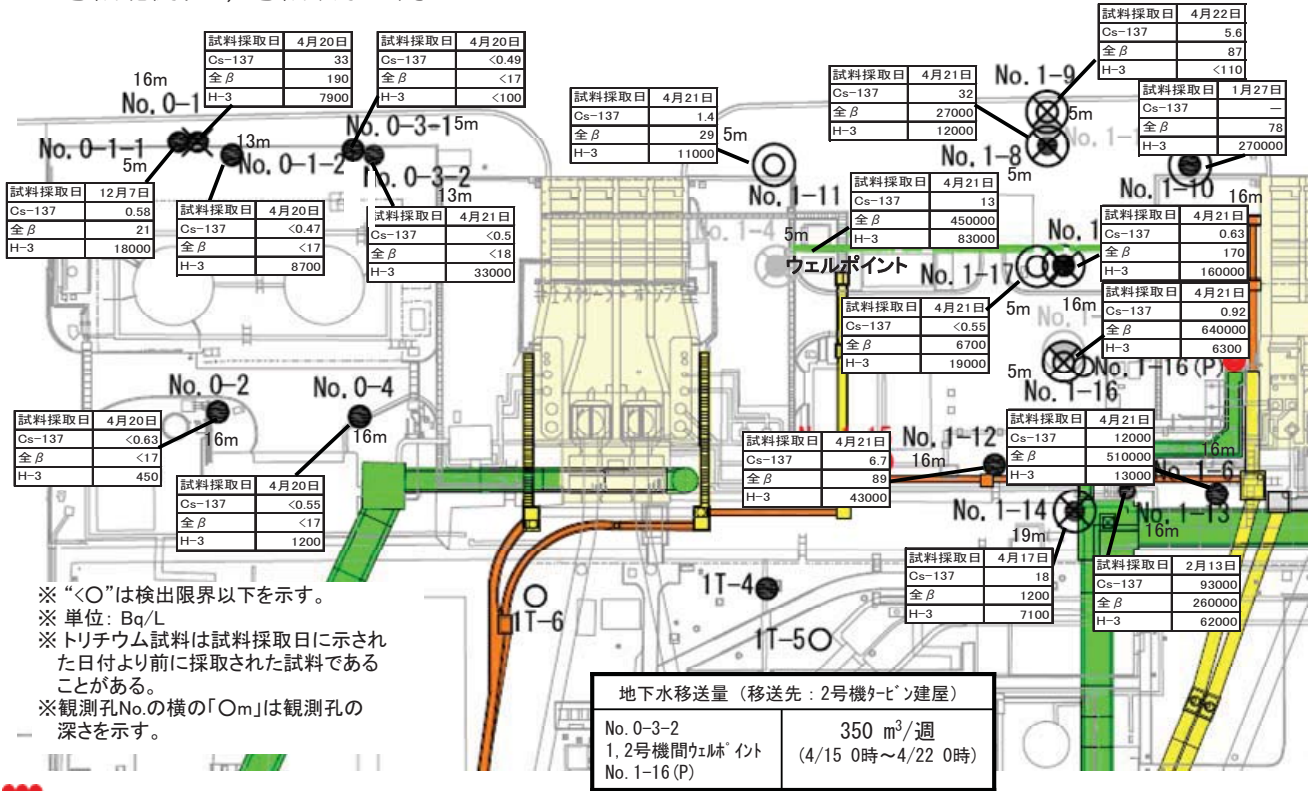 試料採取日 4月20日
Cs-137 33
全β 190
H-3 7900
試料採取日 4月20日
Cs-137 <0.49
全β <17
H-3 <100
試料採取日 4月21日
Cs-137 1.4
全β 29
H-3 11000
試料採取日 4月21日
Cs-137 32
全β 27000
H-3 12000
試料採取日 4月22日
Cs-137 5.6
全β 87
H-3 <110
試料採取日 1月27日
Cs-137 —
全β 78
H-3 270000
16m
No. 0-1
No. 0-1-1
5m
13m
No. 0-1-2
No. 0-3-1 5m
No. 0-3-2
13m
5m
No. 1-11
No. 1-9
5m
No. 1-8
5m
No. 1-10
16m
試料採取日 12月7日
Cs-137 0.58
全β 21
H-3 18000
試料採取日 4月20日
Cs-137 <0.47
全β <17
H-3 8700
試料採取日 4月21日
Cs-137 <0.5
全β <18
H-3 33000
試料採取日 4月21日
Cs-137 13
全β 450000
H-3 83000
試料採取日 4月21日
Cs-137 0.63
全β 170
H-3 160000
5m
ウェルポイント
No. 1-17
No. 1
5m
16m
試料採取日 4月21日
Cs-137 <0.55
全β 6700
H-3 19000
試料採取日 4月21日
Cs-137 0.92
全β 640000
H-3 6300
5m
No. 1-16
No. 1-16(P)
No. 0-2
16m
No. 0-4
16m
試料採取日 4月20日
Cs-137 <0.63
全β <17
H-3 450
試料採取日 4月20日
Cs-137 <0.55
全β <17
H-3 1200
試料採取日 4月21日
Cs-137 6.7
全β 89
H-3 43000
No. 1-12
16m
試料採取日 4月21日
Cs-137 12000
全β 510000
H-3 13000
16m
No. 1-6
No. 1-14
19m
No. 1-13
16m
試料採取日 4月17日
Cs-137 18
全β 1200
H-3 7100
試料採取日 2月13日
Cs-137 93000
全β 260000
H-3 62000
1T-6
1T-4
1T-5
※ “<○”は検出限界以下を示す。
※ 単位: Bq/L
※ トリチウム試料は試料採取日に示され
た日付より前に採取された試料である
ことがある。
※観測孔No.の横の「○m」は観測孔の
深さを示す。
地下水移送量（移送先：2号機ﾀｰﾋﾞﾝ建屋）
No. 0-3-2
1, 2号機間ｳｪﾙﾎﾟｲﾝﾄ
No. 1-16(P)
350 m³/週
(4/15 0時～4/22 0時)